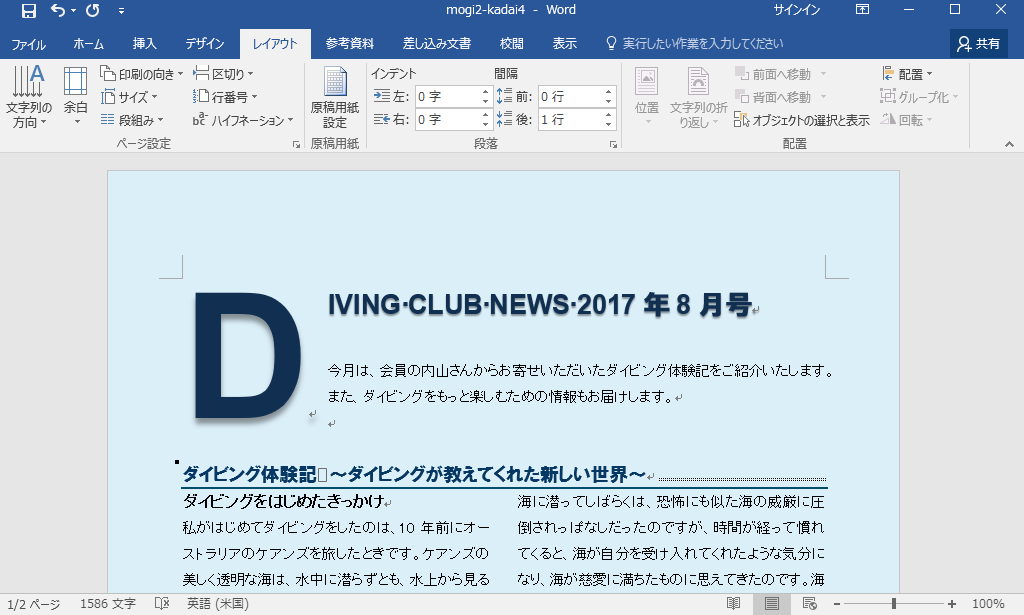 mogi2-kadai4 - Word
サインイン
ファイル ホーム 挿入 デザイン レイアウト 参考資料 差し込み文書 校閲 表示 実行したい作業を入力してください 共有
文字列の方向
余白
印刷の向き
サイズ
段組み
区切り
行番号
ハイフネーション
ページ設定
原稿用紙設定
原稿用紙
インデント
左: 0 字
右: 0 字
間隔
前: 0 行
後: 1 行
段落
位置
文字列の折り返し
前面へ移動
背面へ移動
オブジェクトの選択と表示
配置
グループ化
回転
配置
DIVING·CLUB·NEWS·2017 年 8 月号
今月は、会員の内山さんからお寄せいただいたダイビング体験記をご紹介いたします。
また、ダイビングをもっと楽しむための情報もお届けします。
ダイビング体験記□~ダイビングが教えてくれた新しい世界~
ダイビングをはじめたきっかけ
私がはじめてダイビングをしたのは、10 年前にオー
ストラリアのケアンズを旅したときです。ケアンズの
美しく透明な海は、水中に潜らずとも、水上から見る
海に潜ってしばらくは、恐怖にも似た海の威厳に圧
倒されっぱなしだったのですが、時間が経って慣れ
てくると、海が自分を受け入れてくれたような気分に
なり、海が慈愛に満ちたものに思えてきたのです。海
1/2 ページ 1586 文字 英語 (米国) 100%